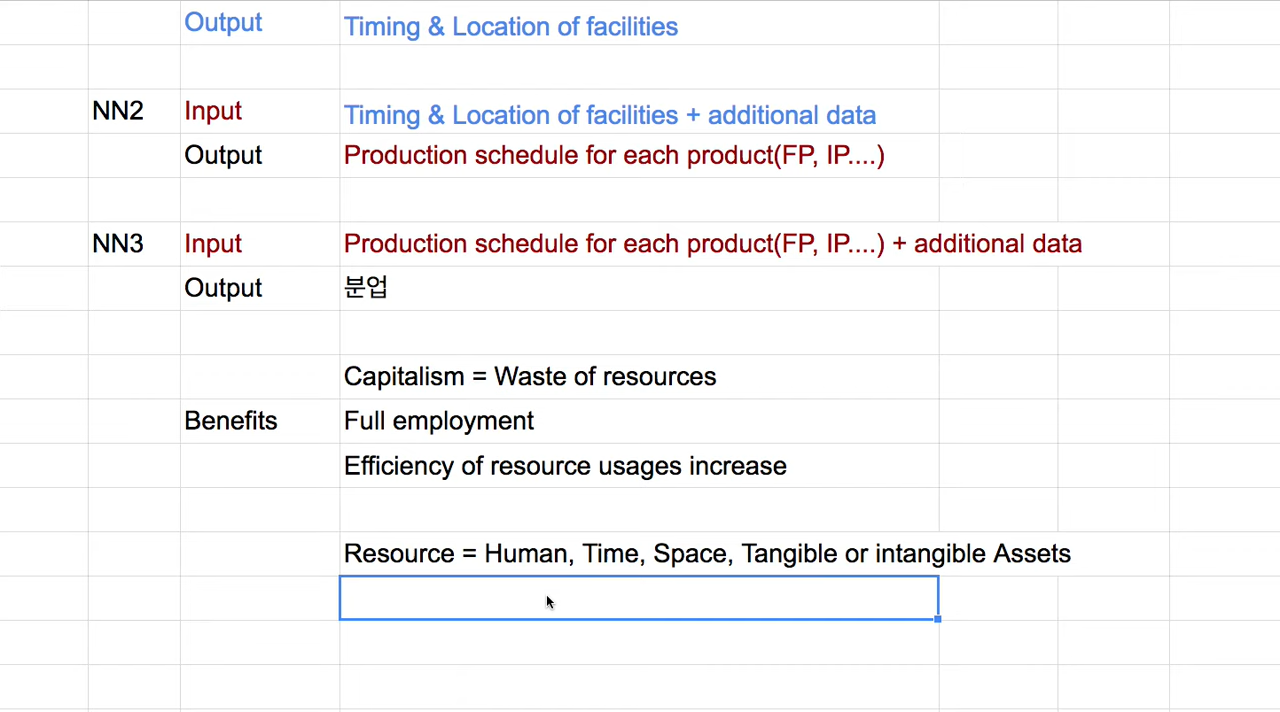 Output Timing & Location of facilities
NN2 Input Timing & Location of facilities + additional data
Output Production schedule for each product(FP, IP....)
NN3 Input Production schedule for each product(FP, IP....) + additional data
Output 분업
Capitalism = Waste of resources
Benefits Full employment
Efficiency of resource usages increase
Resource = Human, Time, Space, Tangible or intangible Assets